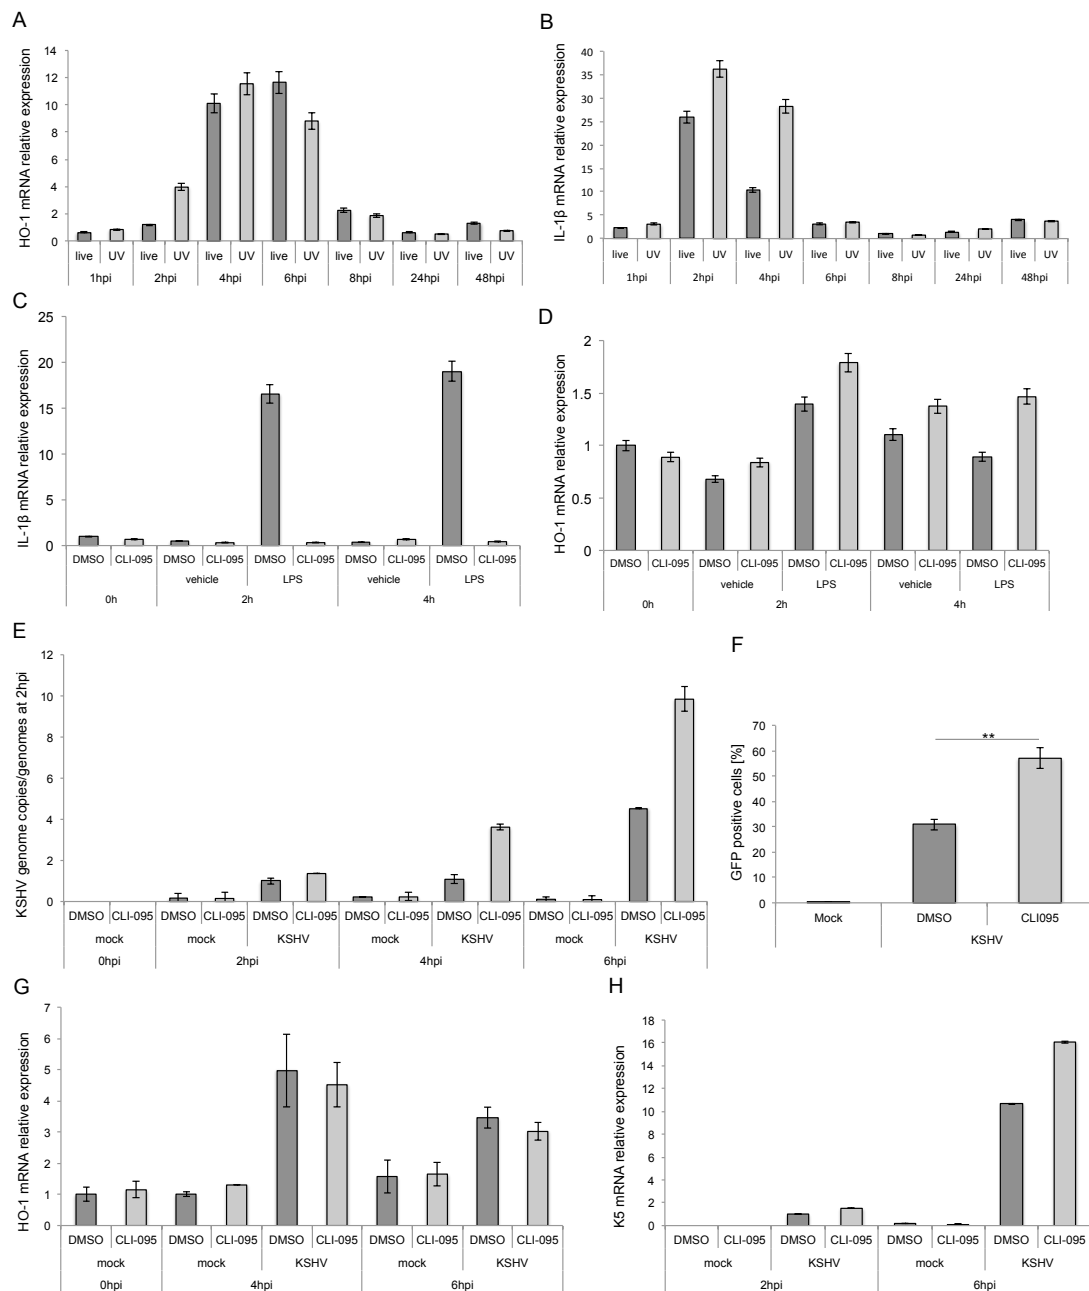 A
HO-1 mRNA relative expression
14
12
10
8
6
4
2
0
live UV live UV live UV live UV live UV live UV live UV
1hpi 2hpi 4hpi 6hpi 8hpi 24hpi 48hpi
B
IL-1β mRNA relative expression
40
35
30
25
20
15
10
5
0
live UV live UV live UV live UV live UV live UV live UV
1hpi 2hpi 4hpi 6hpi 8hpi 24hpi 48hpi
C
IL-1β mRNA relative expression
25
20
15
10
5
0
DMSO CLI-095 DMSO CLI-095 DMSO CLI-095 DMSO CLI-095 DMSO CLI-095
vehicle LPS vehicle LPS
0h 2h 4h
D
HO-1 mRNA relative expression
2
1.5
1
0.5
0
DMSO CLI-095 DMSO CLI-095 DMSO CLI-095 DMSO CLI-095 DMSO CLI-095
vehicle LPS vehicle LPS
0h 2h 4h
E
KSHV genome copies/genomes at 2hpi
12
10
8
6
4
2
0
DMSO CLI-095 DMSO CLI-095 DMSO CLI-095 DMSO CLI-095 DMSO CLI-095 DMSO CLI-095 DMSO CLI-095
mock mock KSHV mock KSHV mock KSHV
0hpi 2hpi 4hpi 6hpi
F
GFP positive cells [%]
70
60
50
40
30
20
10
0
**
Mock DMSO CLI095
KSHV
G
HO-1 mRNA relative expression
7
6
5
4
3
2
1
0
DMSO CLI-095 DMSO CLI-095 DMSO CLI-095 DMSO CLI-095 DMSO CLI-095
mock mock KSHV mock KSHV
0hpi 4hpi 6hpi
H
K5 mRNA relative expression
18
16
14
12
10
8
6
4
2
0
DMSO CLI-095 DMSO CLI-095 DMSO CLI-095 DMSO CLI-095
mock KSHV mock KSHV
2hpi 6hpi